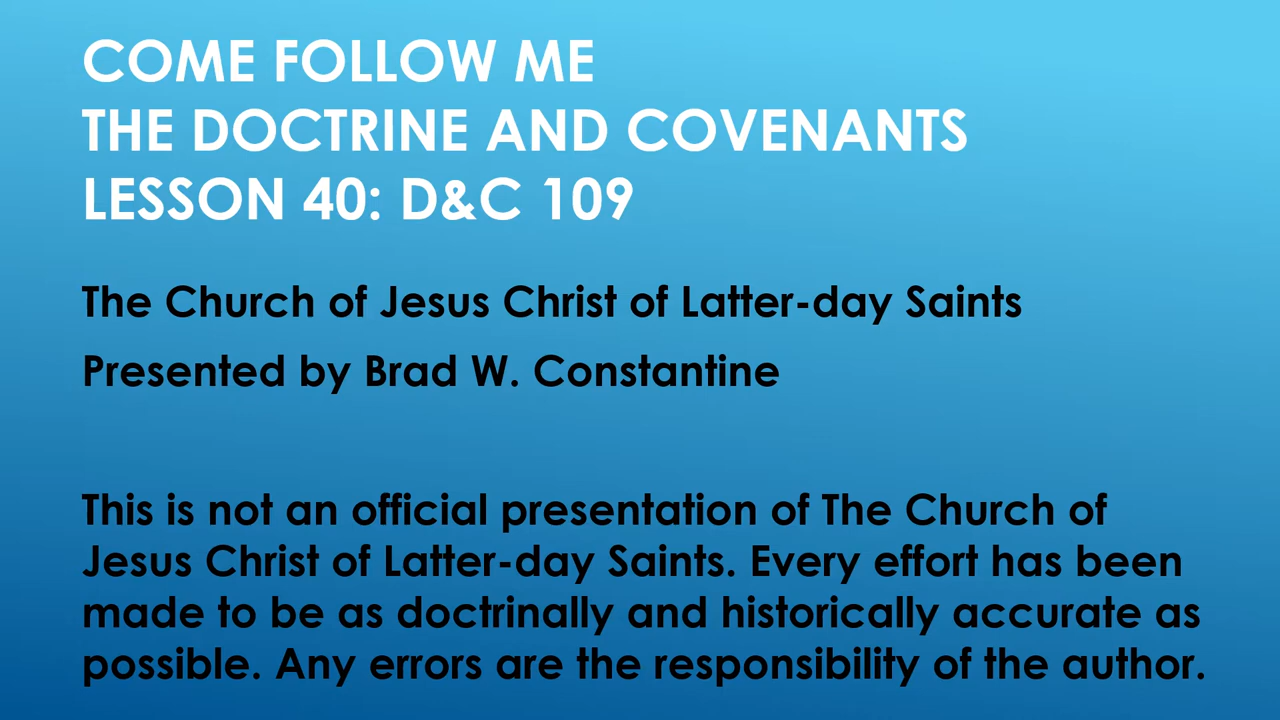 COME FOLLOW ME
THE DOCTRINE AND COVENANTS
LESSON 40: D&C 109
The Church of Jesus Christ of Latter-day Saints
Presented by Brad W. Constantine
This is not an official presentation of The Church of
Jesus Christ of Latter-day Saints. Every effort has been
made to be as doctrinally and historically accurate as
possible. Any errors are the responsibility of the author.